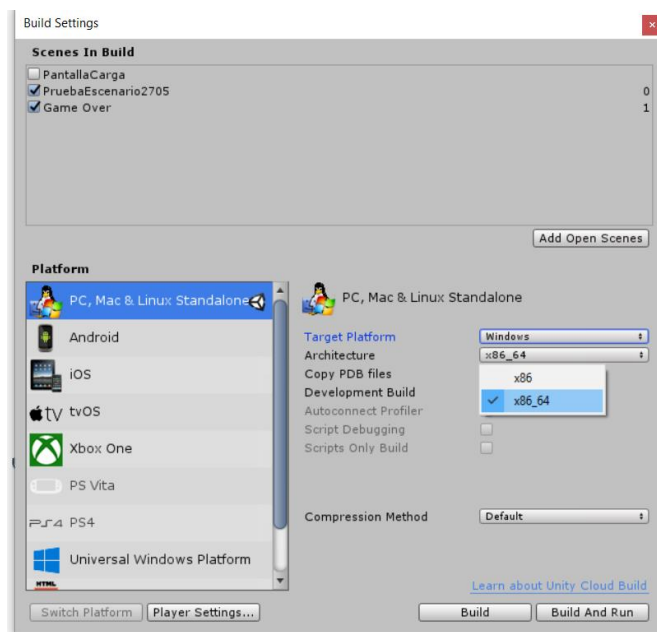 Build Settings
×
Scenes In Build
PantallaCarga
PruebaEscenario2705 0
Game Over 1
Add Open Scenes
Platform
PC, Mac & Linux Standalone
Android
iOS
tv tvOS
Xbox One
PS Vita
PS4 PS4
Universal Windows Platform
HTML
Switch Platform
Player Settings...
PC, Mac & Linux Standalone
Target Platform Windows
Architecture x86_64
Copy PDB files
x86
Development Build
x86_64
Autoconnect Profiler
Script Debugging
Scripts Only Build
Compression Method Default
Learn about Unity Cloud Build
Build
Build And Run